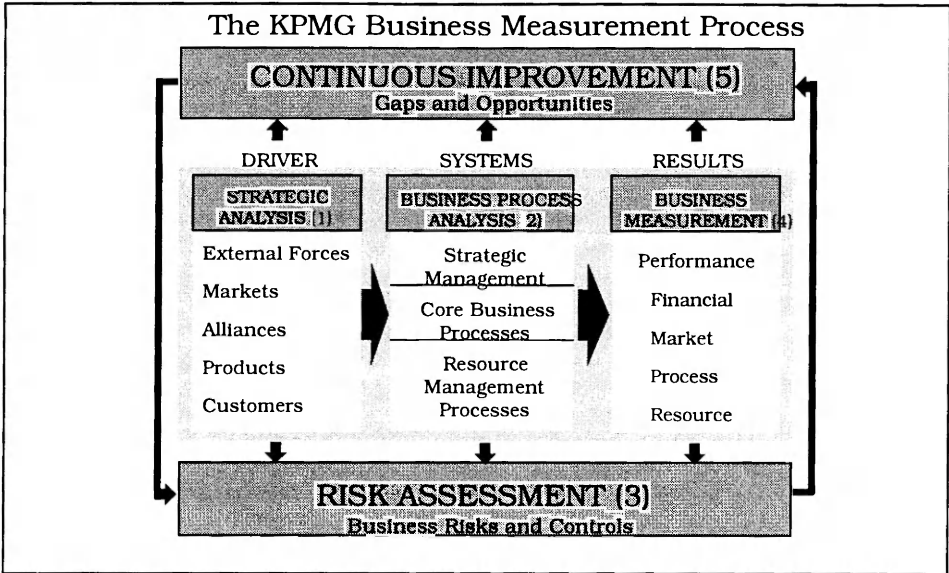 The KPMG Business Measurement Process
CONTINUOUS IMPROVEMENT (5)
Gaps and Opportunities
DRIVER
STRATEGIC
ANALYSIS (1)
External Forces
Markets
Alliances
Products
Customers
SYSTEMS
BUSINESS PROCESS
ANALYSIS 2)
Strategic
Management
Core Business
Processes
Resource
Management
Processes
RESULTS
BUSINESS
MEASUREMENT (4)
Performance
Financial
Market
Process
Resource
RISK ASSESSMENT (3)
Business Risks and Controls